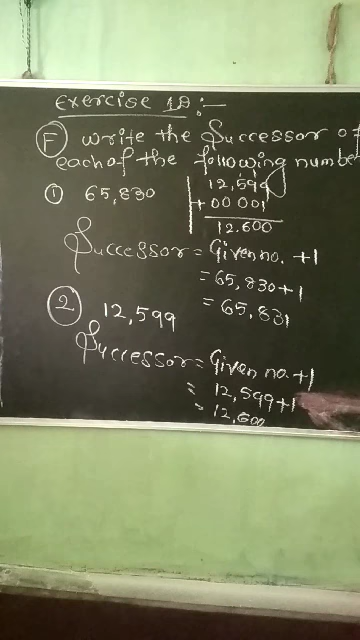 Exercise 1D :-
(F) Write the Successor of
each of the following number
(1) 65,830
12,599
+ 00 001
12.600
Successor = Given no. +1
= 65,830+1
= 65,831
(2) 12,599
Successor = Given no. +1
= 12,599+1
= 12,600